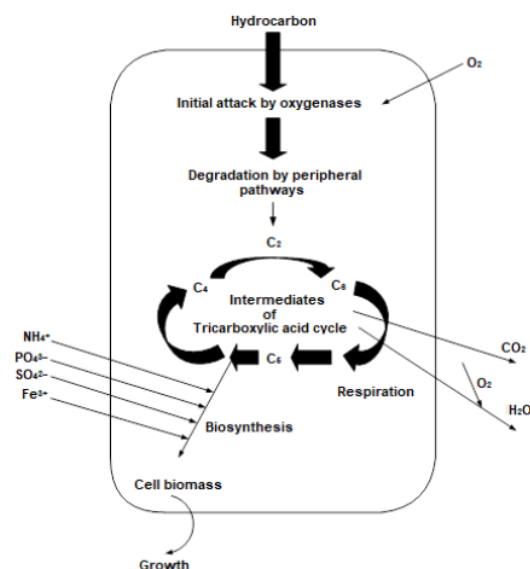 Hydrocarbon
O₂
Initial attack by oxygenases
Degradation by peripheral
pathways
C₂
C₄
C₆
Intermediates
of
Tricarboxylic acid cycle
NH₄⁺
PO₄³⁻
SO₄²⁻
Fe³⁺
C₅
CO₂
O₂
Respiration
H₂O
Biosynthesis
Cell biomass
Growth